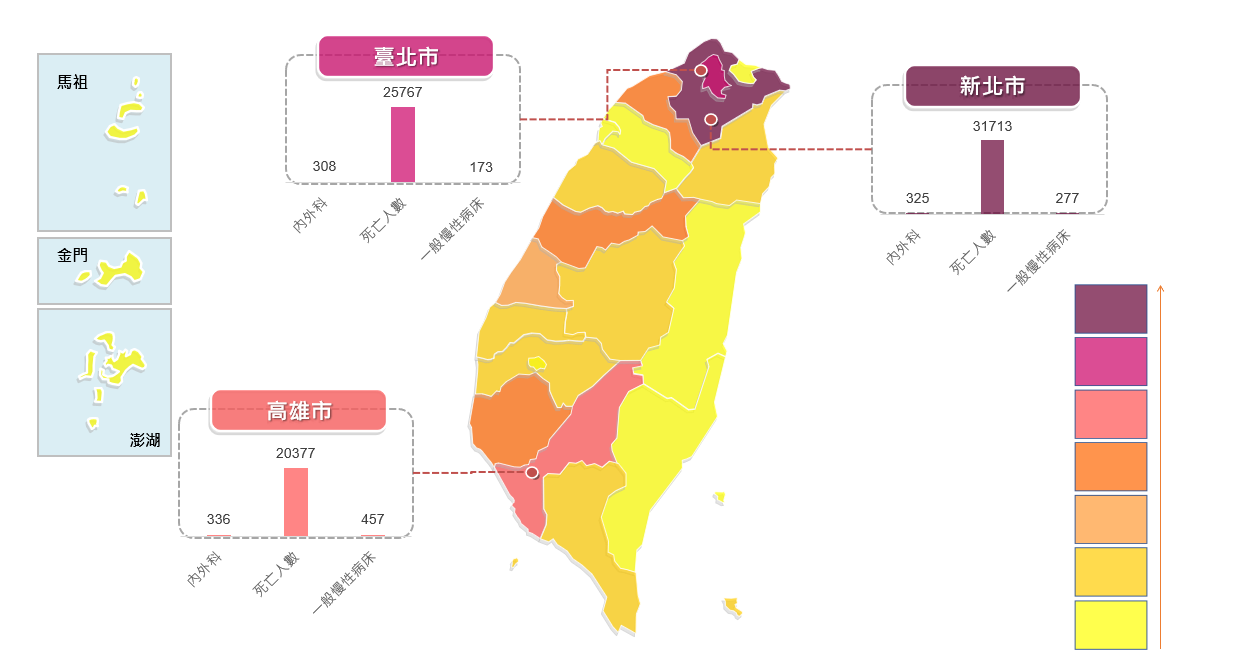 馬祖
金門
澎湖
臺北市
25767
308
173
內外科
死亡人數
一般慢性病床
新北市
31713
325
277
內外科
死亡人數
一般慢性病床
高雄市
20377
336
457
內外科
死亡人數
一般慢性病床